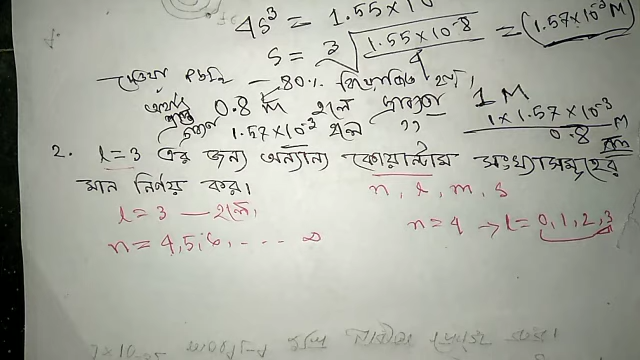 4S³ = 1.55×10
S = ³√(1.55×10⁻⁸/4) = (1.57×10⁻³ M)
দেওয়া — 80% বিয়োজিত হয়,
অর্থাৎ 0.8 M হলে দ্রাব্যতা 1 M
1.57×10⁻³ হলে ,, 1×1.57×10⁻³/0.8 M
2. l=3 এর জন্য অন্যান্য কোয়ান্টাম সংখ্যাসমূহের
মান নির্ণয় কর। n, l, m, s
l=3 — হলে,
n=4 → l=0,1,2,3
n=4,5,6, - - - - ∞